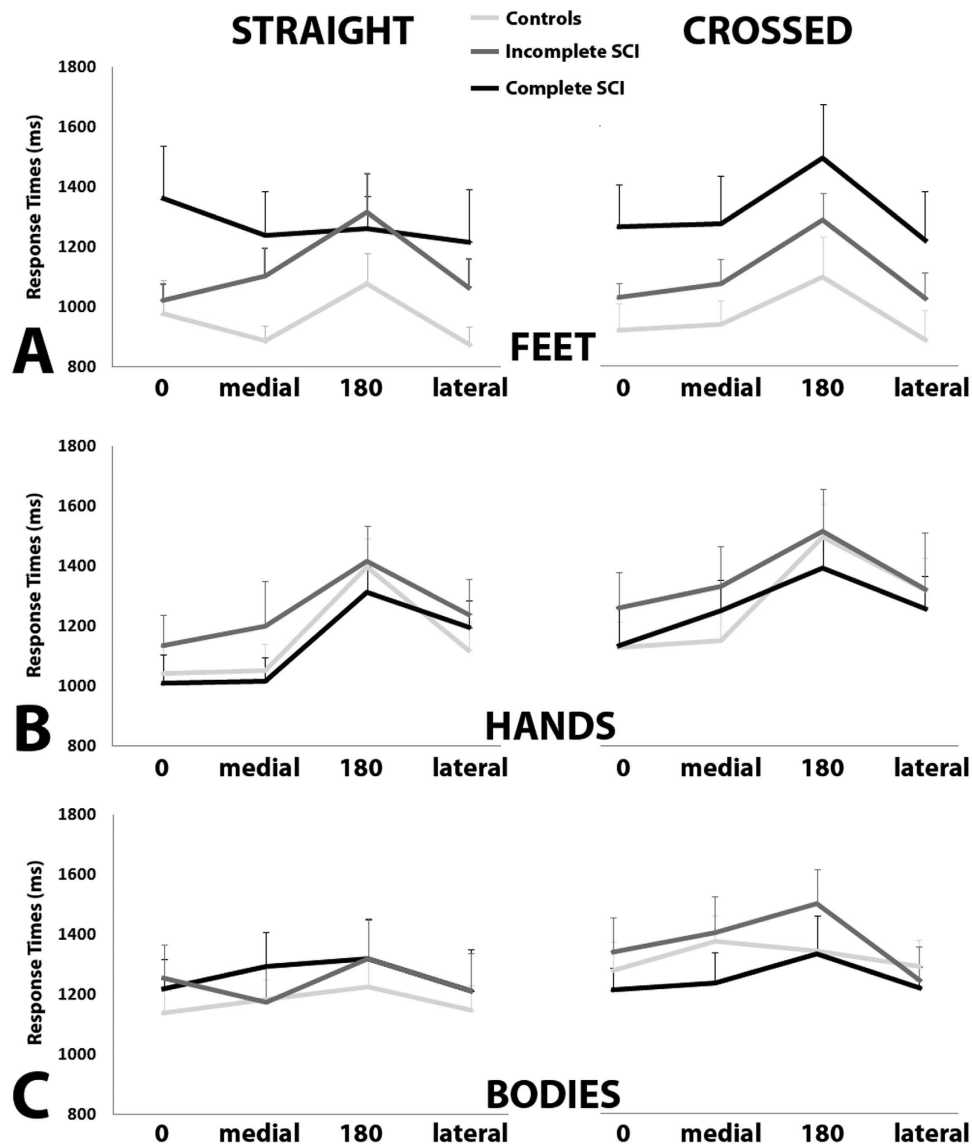 STRAIGHT
CROSSED
Controls
Incomplete SCI
Complete SCI
Response Times (ms)
1800
1600
1400
1200
1000
800
A
FEET
0 medial 180 lateral
0 medial 180 lateral
Response Times (ms)
1800
1600
1400
1200
1000
800
B
HANDS
0 medial 180 lateral
0 medial 180 lateral
Response Times (ms)
1800
1600
1400
1200
1000
800
C
BODIES
0 medial 180 lateral
0 medial 180 lateral